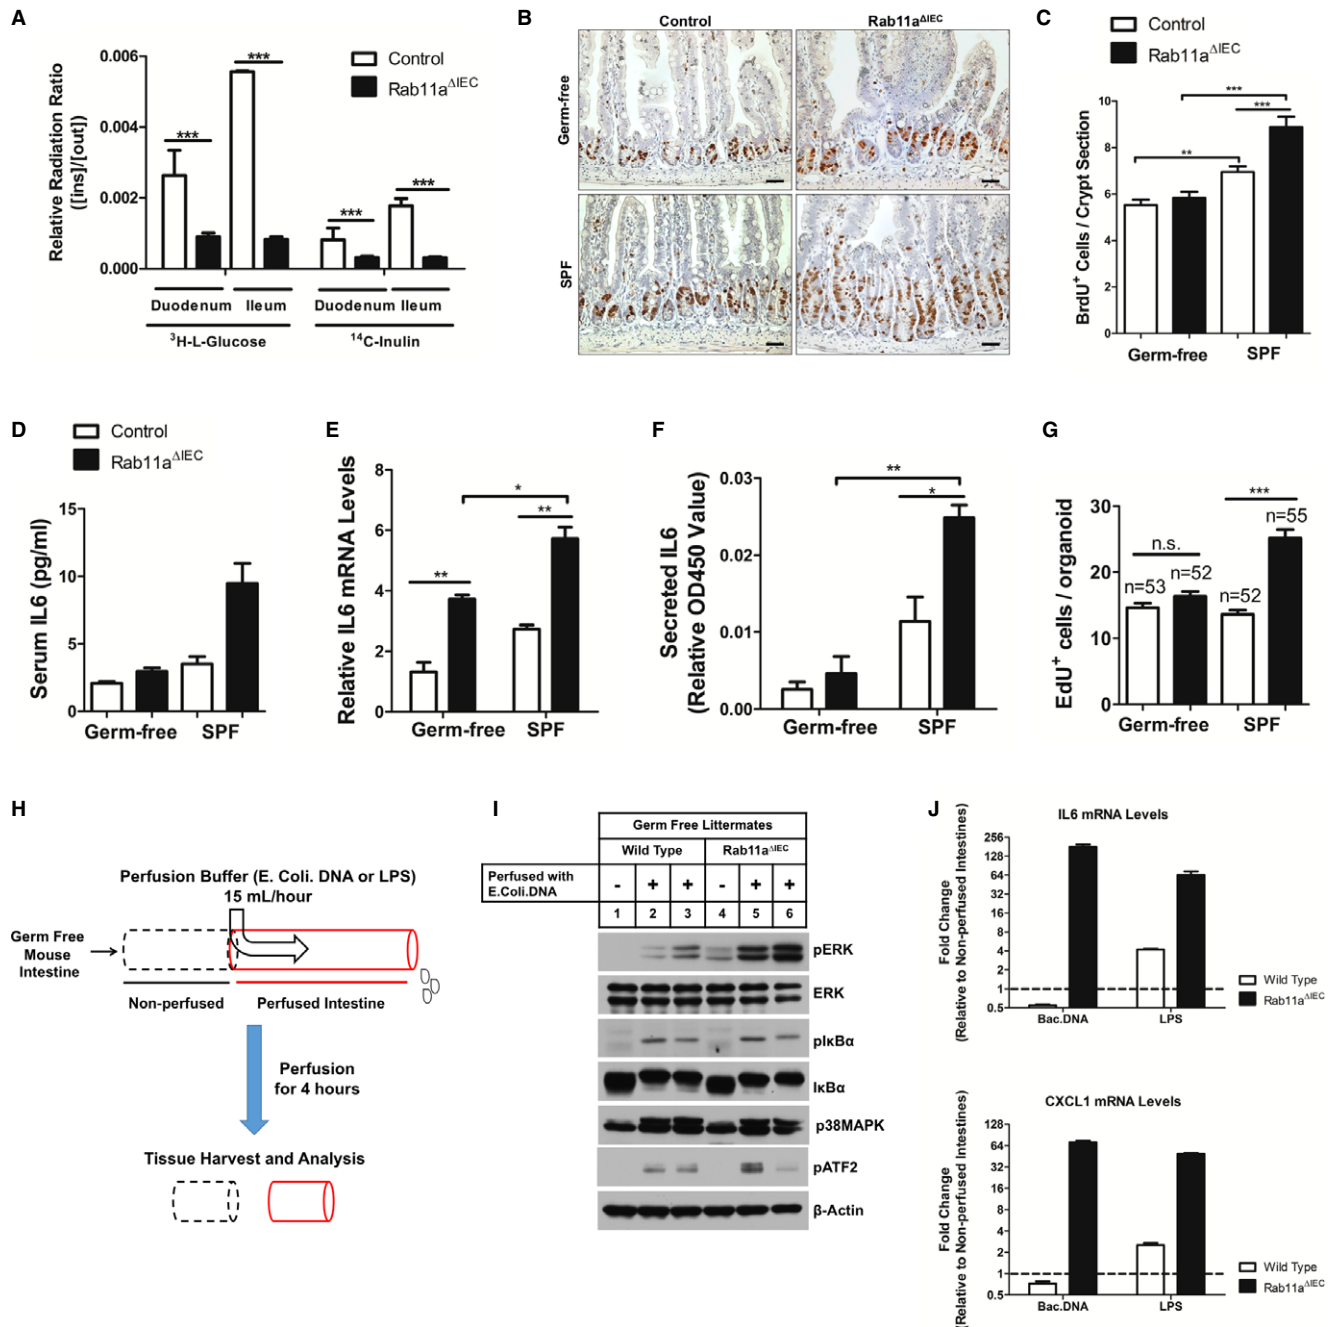 A
Relative Radiation Ratio
([ins]/[out])
0.006
0.004
0.002
0.000
***
***
***
***
Control
Rab11aΔIEC
Duodenum Ileum
Duodenum Ileum
3H-L-Glucose
14C-Inulin
B
Control
Rab11aΔIEC
Germ-free
SPF
C
Control
Rab11aΔIEC
BrdU+ Cells / Crypt Section
10
8
6
4
2
0
**
***
***
Germ-free
SPF
D
Control
Rab11aΔIEC
Serum IL6 (pg/ml)
15
10
5
0
Germ-free
SPF
E
Relative IL6 mRNA Levels
8
6
4
2
0
**
*
**
Germ-free
SPF
F
Secreted IL6
(Relative OD450 Value)
0.03
0.02
0.01
0.00
**
*
Germ-free
SPF
G
EdU+ cells / organoid
30
20
10
0
n.s.
***
n=53
n=52
n=52
n=55
Germ-free
SPF
H
Perfusion Buffer (E. Coli. DNA or LPS)
15 mL/hour
Germ Free
Mouse
Intestine
Non-perfused
Perfused Intestine
Perfusion
for 4 hours
Tissue Harvest and Analysis
I
Germ Free Littermates
Wild Type
Rab11aΔIEC
Perfused with
E.Coli.DNA
- + + - + +
1 2 3 4 5 6
pERK
ERK
pIκBα
IκBα
p38MAPK
pATF2
β-Actin
J
IL6 mRNA Levels
Fold Change
(Relative to Non-perfused Intestines)
256
128
64
32
16
8
4
2
1
0.5
Bac.DNA
LPS
Wild Type
Rab11aΔIEC
CXCL1 mRNA Levels
Fold Change
(Relative to Non-perfused Intestines)
128
64
32
16
8
4
2
1
0.5
Bac.DNA
LPS
Wild Type
Rab11aΔIEC